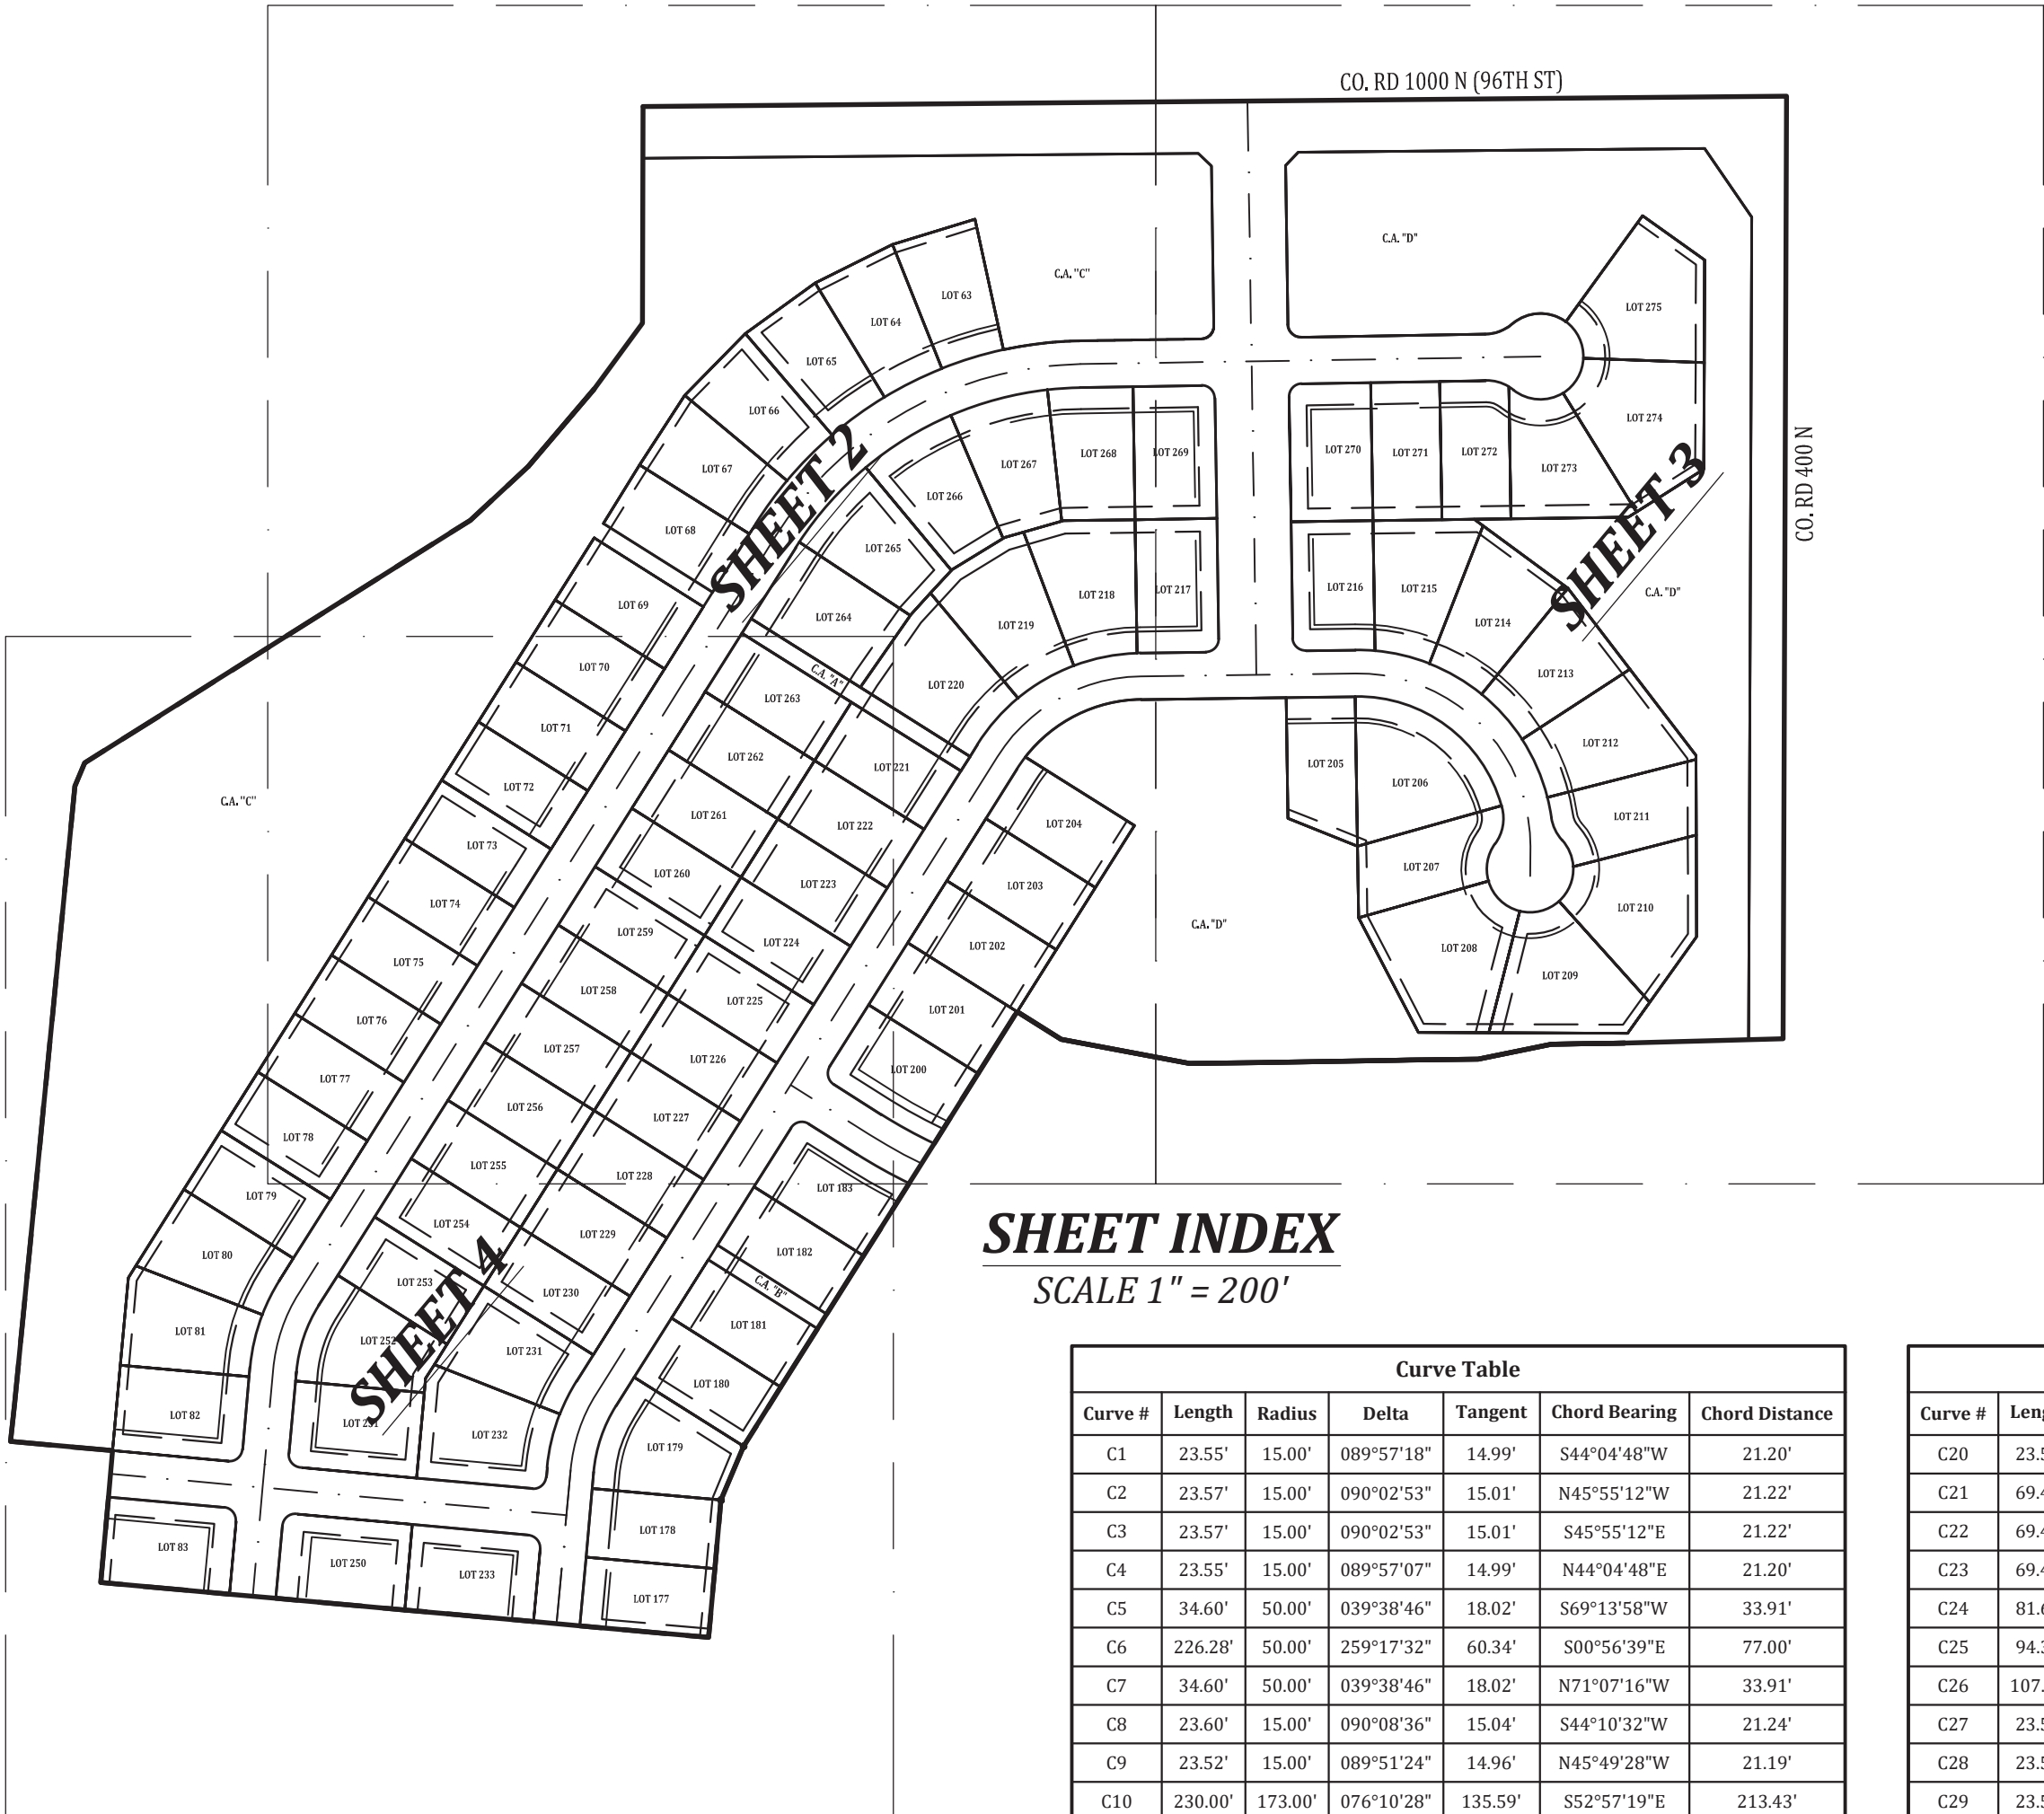 CO. RD 1000 N (96TH ST)
C.A. "D"
C.A. "C"
LOT 63
LOT 275
LOT 64
LOT 65
LOT 66
LOT 274
CO. RD 400 N
LOT 270
LOT 271
LOT 272
LOT 273
LOT 268
LOT 269
LOT 267
LOT 67
LOT 266
SHEET 2
SHEET 3
LOT 68
LOT 265
LOT 216
LOT 215
LOT 217
LOT 218
C.A. "D"
LOT 69
LOT 264
LOT 219
LOT 214
LOT 70
C.A. "A"
LOT 213
LOT 220
LOT 263
LOT 71
LOT 212
LOT 262
LOT 205
LOT 221
LOT 206
LOT 72
C.A. "C"
LOT 261
LOT 211
LOT 204
LOT 222
LOT 73
LOT 207
LOT 260
LOT 223
LOT 203
LOT 74
LOT 210
C.A. "D"
LOT 259
LOT 224
LOT 202
LOT 208
LOT 75
LOT 209
LOT 258
LOT 225
LOT 201
LOT 76
LOT 257
LOT 226
LOT 200
LOT 77
LOT 256
LOT 227
LOT 78
LOT 255
LOT 228
LOT 183
LOT 79
LOT 254
LOT 229
LOT 182
LOT 80
SHEET 4
LOT 253
C.A. "B"
LOT 230
LOT 181
LOT 81
LOT 252
LOT 231
LOT 180
LOT 82
LOT 251
LOT 232
LOT 179
LOT 178
LOT 83
LOT 250
LOT 233
LOT 177
SHEET INDEX
SCALE 1" = 200'
Curve Table
Curve # Length Radius Delta Tangent Chord Bearing Chord Distance
C1 23.55' 15.00' 089°57'18" 14.99' S44°04'48"W 21.20'
C2 23.57' 15.00' 090°02'53" 15.01' N45°55'12"W 21.22'
C3 23.57' 15.00' 090°02'53" 15.01' S45°55'12"E 21.22'
C4 23.55' 15.00' 089°57'07" 14.99' N44°04'48"E 21.20'
C5 34.60' 50.00' 039°38'46" 18.02' S69°13'58"W 33.91'
C6 226.28' 50.00' 259°17'32" 60.34' S00°56'39"E 77.00'
C7 34.60' 50.00' 039°38'46" 18.02' N71°07'16"W 33.91'
C8 23.60' 15.00' 090°08'36" 15.04' S44°10'32"W 21.24'
C9 23.52' 15.00' 089°51'24" 14.96' N45°49'28"W 21.19'
C10 230.00' 173.00' 076°10'28" 135.59' S52°57'19"E 213.43'
Curve #
C20
C21
C22
C23
C24
C25
C26
C27
C28
C29